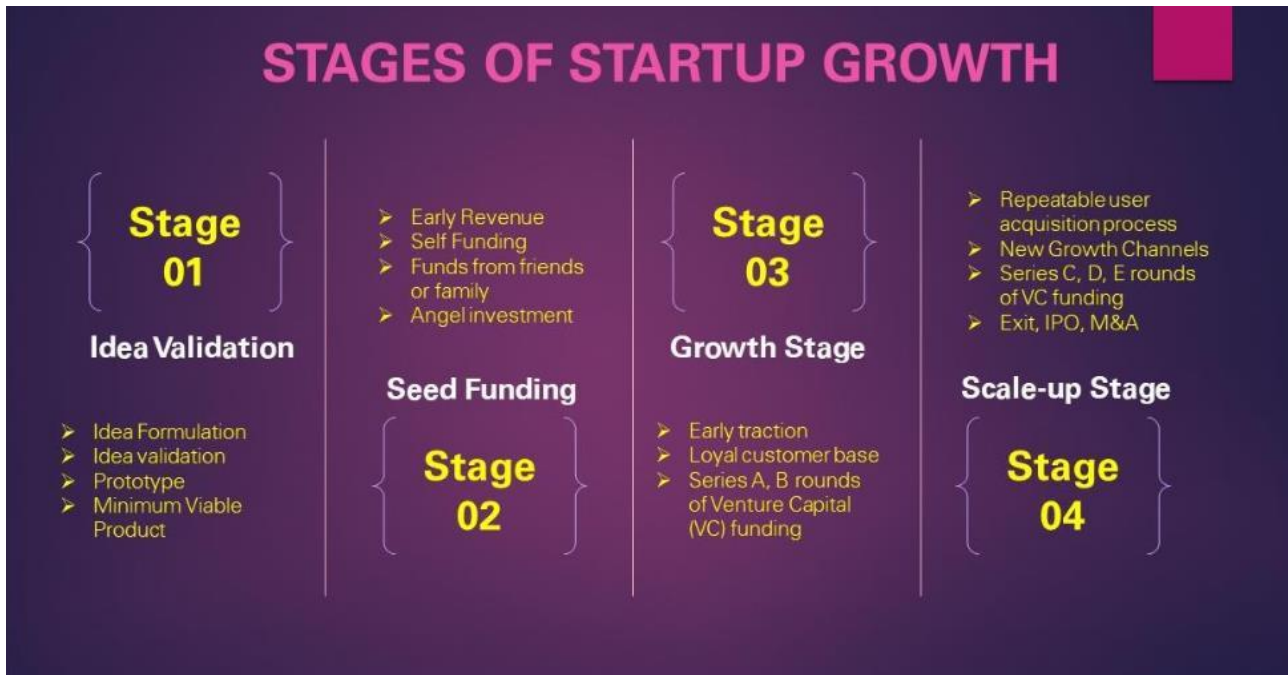 STAGES OF STARTUP GROWTH
Stage
01
Idea Validation
➢ Idea Formulation
➢ Idea validation
➢ Prototype
➢ Minimum Viable
Product
➢ Early Revenue
➢ Self Funding
➢ Funds from friends
or family
➢ Angel investment
Seed Funding
Stage
02
Stage
03
Growth Stage
➢ Early traction
➢ Loyal customer base
➢ Series A, B rounds
of Venture Capital
(VC) funding
➢ Repeatable user
acquisition process
➢ New Growth Channels
➢ Series C, D, E rounds
of VC funding
➢ Exit, IPO, M&A
Scale-up Stage
Stage
04